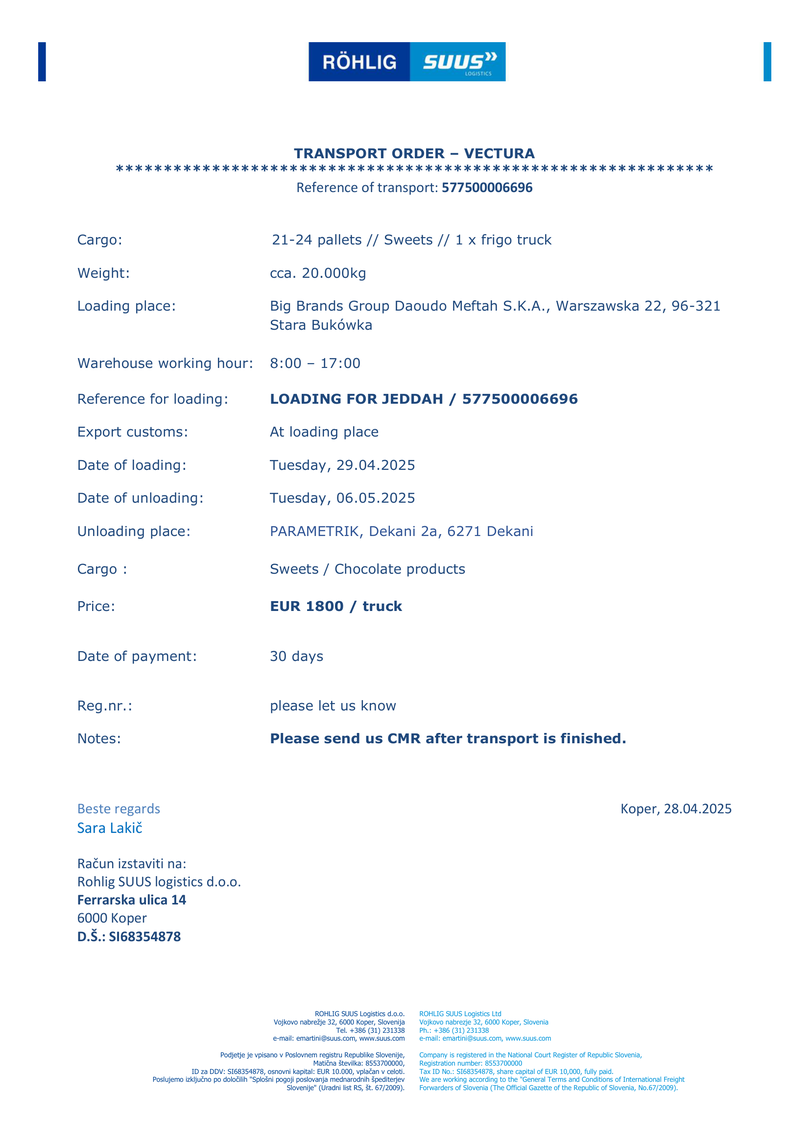 RÖHLIG SUUS
LOGISTICS
TRANSPORT ORDER – VECTURA
**************************************************************
Reference of transport: 577500006696
Cargo: 21-24 pallets // Sweets // 1 x frigo truck
Weight: cca. 20.000kg
Loading place: Big Brands Group Daoudo Meftah S.K.A., Warszawska 22, 96-321
Stara Bukówka
Warehouse working hour: 8:00 – 17:00
Reference for loading: LOADING FOR JEDDAH / 577500006696
Export customs: At loading place
Date of loading: Tuesday, 29.04.2025
Date of unloading: Tuesday, 06.05.2025
Unloading place: PARAMETRIK, Dekani 2a, 6271 Dekani
Cargo : Sweets / Chocolate products
Price: EUR 1800 / truck
Date of payment: 30 days
Reg.nr.: please let us know
Notes: Please send us CMR after transport is finished.
Beste regards Koper, 28.04.2025
Sara Lakič
Račun izstaviti na:
Rohlig SUUS logistics d.o.o.
Ferrarska ulica 14
6000 Koper
D.Š.: SI68354878
ROHLIG SUUS Logistics d.o.o.
Vojkovo nabrežje 32, 6000 Koper, Slovenija
Tel. +386 (31) 231338
e-mail: emartini@suus.com, www.suus.com
Podjetje je vpisano v Poslovnem registru Republike Slovenije,
Matična številka: 8553700000,
ID za DDV: SI68354878, osnovni kapital: EUR 10.000, vplačan v celoti.
Poslujemo izključno po določilih "Splošni pogoji poslovanja mednarodnih špediterjev
Slovenije" (Uradni list RS, št. 67/2009).
ROHLIG SUUS Logistics Ltd
Vojkovo nabrezje 32, 6000 Koper, Slovenia
Ph.: +386 (31) 231338
e-mail: emartini@suus.com, www.suus.com
Company is registered in the National Court Register of Republic Slovenia,
Registration number: 8553700000
Tax ID No.: SI68354878, share capital of EUR 10,000, fully paid.
We are working according to the "General Terms and Conditions of International Freight
Forwarders of Slovenia (The Official Gazette of the Republic of Slovenia, No.67/2009).